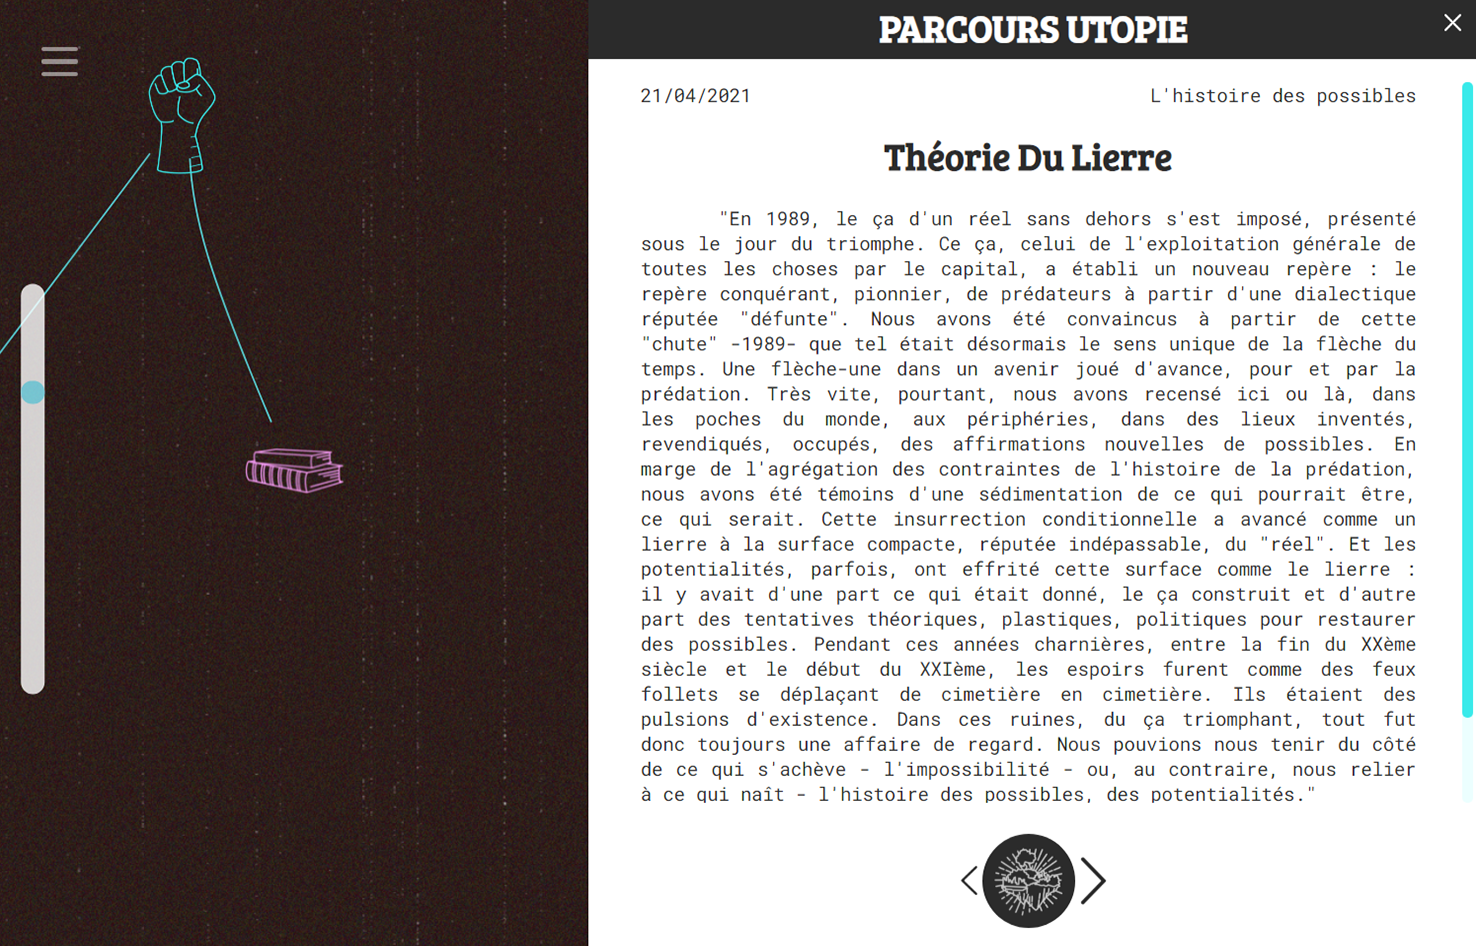 PARCOURS UTOPIE
21/04/2021
L'histoire des possibles
Théorie Du Lierre
"En 1989, le ça d'un réel sans dehors s'est imposé, présenté
sous le jour du triomphe. Ce ça, celui de l'exploitation générale de
toutes les choses par le capital, a établi un nouveau repère : le
repère conquérant, pionnier, de prédateurs à partir d'une dialectique
réputée "défunte". Nous avons été convaincus à partir de cette
"chute" -1989- que tel était désormais le sens unique de la flèche du
temps. Une flèche-une dans un avenir joué d'avance, pour et par la
prédation. Très vite, pourtant, nous avons recensé ici ou là, dans
les poches du monde, aux périphéries, dans des lieux inventés,
revendiqués, occupés, des affirmations nouvelles de possibles. En
marge de l'agrégation des contraintes de l'histoire de la prédation,
nous avons été témoins d'une sédimentation de ce qui pourrait être,
ce qui serait. Cette insurrection conditionnelle a avancé comme un
lierre à la surface compacte, réputée indépassable, du "réel". Et les
potentialités, parfois, ont effrité cette surface comme le lierre :
il y avait d'une part ce qui était donné, le ça construit et d'autre
part des tentatives théoriques, plastiques, politiques pour restaurer
des possibles. Pendant ces années charnières, entre la fin du XXème
siècle et le début du XXIème, les espoirs furent comme des feux
follets se déplaçant de cimetière en cimetière. Ils étaient des
pulsions d'existence. Dans ces ruines, du ça triomphant, tout fut
donc toujours une affaire de regard. Nous pouvions nous tenir du côté
de ce qui s'achève - l'impossibilité - ou, au contraire, nous relier
à ce qui naît - l'histoire des possibles, des potentialités."